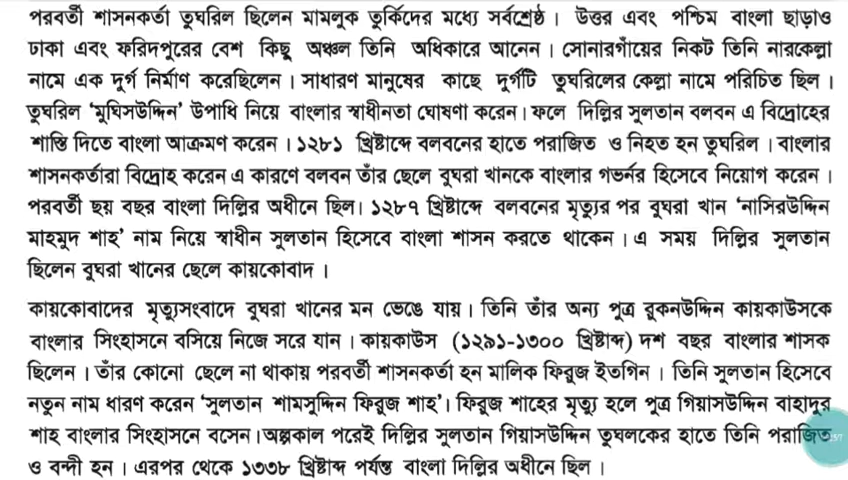 পরবর্তী শাসনকর্তা তুঘরিল ছিলেন মামলুক তুর্কিদের মধ্যে সর্বশ্রেষ্ঠ। উত্তর এবং পশ্চিম বাংলা ছাড়াও
ঢাকা এবং ফরিদপুরের বেশ কিছু অঞ্চল তিনি অধিকারে আনেন। সোনারগাঁয়ের নিকট তিনি নারকেল্লা
নামে এক দুর্গ নির্মাণ করেছিলেন। সাধারণ মানুষের কাছে দুর্গটি তুঘরিলের কেল্লা নামে পরিচিত ছিল।
তুঘরিল ‘মুঘিসউদ্দিন’ উপাধি নিয়ে বাংলার স্বাধীনতা ঘোষণা করেন। ফলে দিল্লির সুলতান বলবন এ বিদ্রোহের
শাস্তি দিতে বাংলা আক্রমণ করেন। ১২৮১ খ্রিষ্টাব্দে বলবনের হাতে পরাজিত ও নিহত হন তুঘরিল। বাংলার
শাসনকর্তারা বিদ্রোহ করেন এ কারণে বলবন তাঁর ছেলে বুঘরা খানকে বাংলার গভর্নর হিসেবে নিয়োগ করেন।
পরবর্তী ছয় বছর বাংলা দিল্লির অধীনে ছিল। ১২৮৭ খ্রিষ্টাব্দে বলবনের মৃত্যুর পর বুঘরা খান ‘নাসিরউদ্দিন
মাহমুদ শাহ’ নাম নিয়ে স্বাধীন সুলতান হিসেবে বাংলা শাসন করতে থাকেন। এ সময় দিল্লির সুলতান
ছিলেন বুঘরা খানের ছেলে কায়কোবাদ।
কায়কোবাদের মৃত্যুসংবাদে বুঘরা খানের মন ভেঙে যায়। তিনি তাঁর অন্য পুত্র রুকনউদ্দিন কায়কাউসকে
বাংলার সিংহাসনে বসিয়ে নিজে সরে যান। কায়কাউস (১২৯১-১৩০০ খ্রিষ্টাব্দ) দশ বছর বাংলার শাসক
ছিলেন। তাঁর কোনো ছেলে না থাকায় পরবর্তী শাসনকর্তা হন মালিক ফিরুজ ইতগিন। তিনি সুলতান হিসেবে
নতুন নাম ধারণ করেন ‘সুলতান শামসুদ্দিন ফিরুজ শাহ’। ফিরুজ শাহের মৃত্যু হলে পুত্র গিয়াসউদ্দিন বাহাদুর
শাহ বাংলার সিংহাসনে বসেন। অল্পকাল পরেই দিল্লির সুলতান গিয়াসউদ্দিন তুঘলকের হাতে তিনি পরাজিত
ও বন্দী হন। এরপর থেকে ১৩৩৮ খ্রিষ্টাব্দ পর্যন্ত বাংলা দিল্লির অধীনে ছিল।